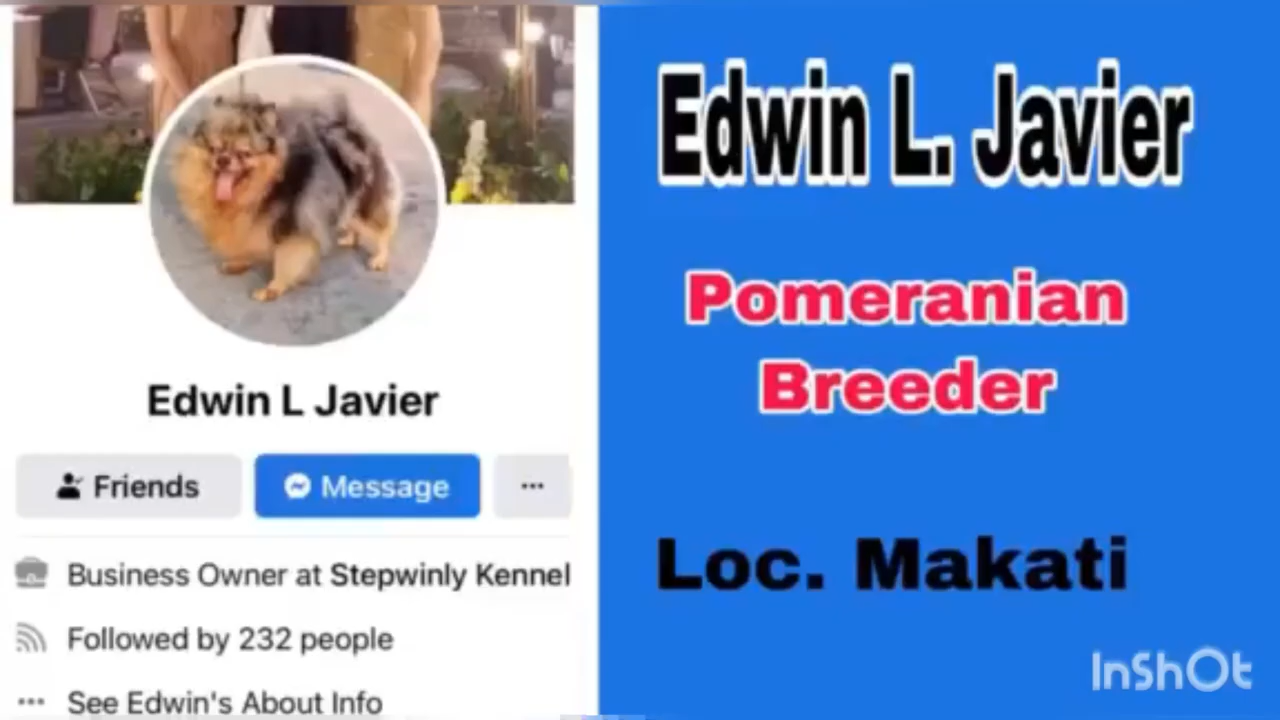 Edwin L Javier
Friends
Message
Business Owner at Stepwinly Kennel
Followed by 232 people
See Edwin's About Info
Edwin L. Javier
Pomeranian
Breeder
Loc. Makati
InShOt